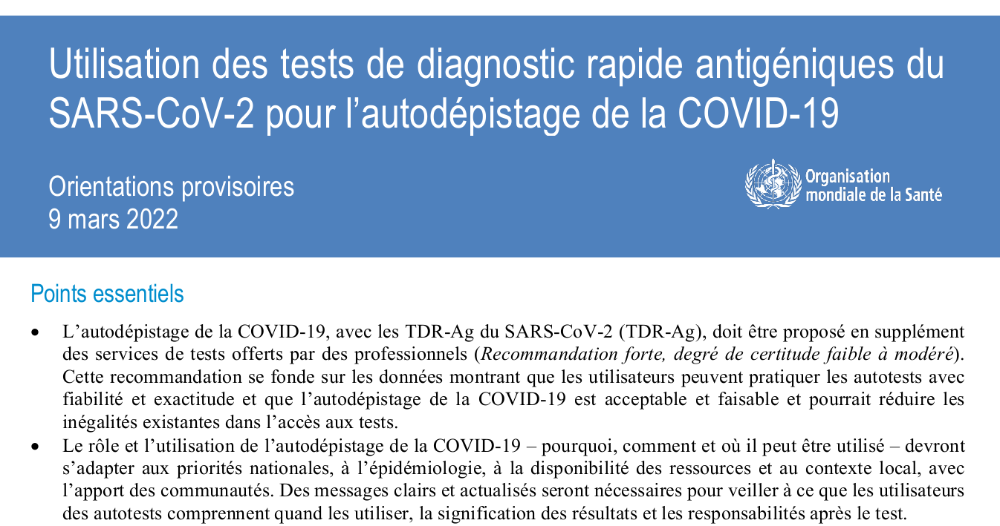 Utilisation des tests de diagnostic rapide antigéniques du
SARS-CoV-2 pour l’autodépistage de la COVID-19
Orientations provisoires
9 mars 2022
Organisation
mondiale de la Santé
Points essentiels
• L’autodépistage de la COVID-19, avec les TDR-Ag du SARS-CoV-2 (TDR-Ag), doit être proposé en supplément
des services de tests offerts par des professionnels (Recommandation forte, degré de certitude faible à modéré).
Cette recommandation se fonde sur les données montrant que les utilisateurs peuvent pratiquer les autotests avec
fiabilité et exactitude et que l’autodépistage de la COVID-19 est acceptable et faisable et pourrait réduire les
inégalités existantes dans l’accès aux tests.
• Le rôle et l’utilisation de l’autodépistage de la COVID-19 – pourquoi, comment et où il peut être utilisé – devront
s’adapter aux priorités nationales, à l’épidémiologie, à la disponibilité des ressources et au contexte local, avec
l’apport des communautés. Des messages clairs et actualisés seront nécessaires pour veiller à ce que les utilisateurs
des autotests comprennent quand les utiliser, la signification des résultats et les responsabilités après le test.